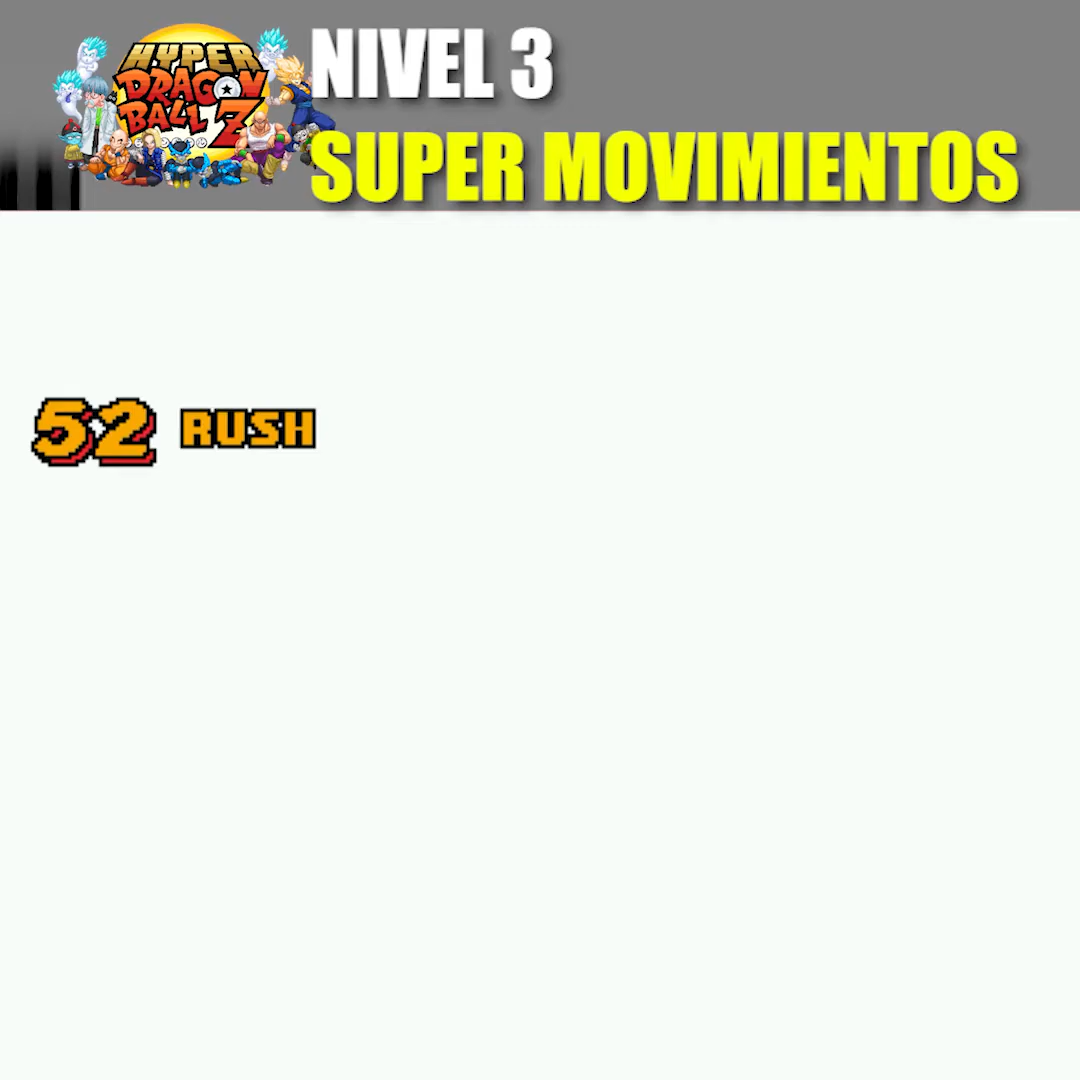 HYPER
DRAGON
BALL Z
NIVEL 3
SUPER MOVIMIENTOS
52 RUSH